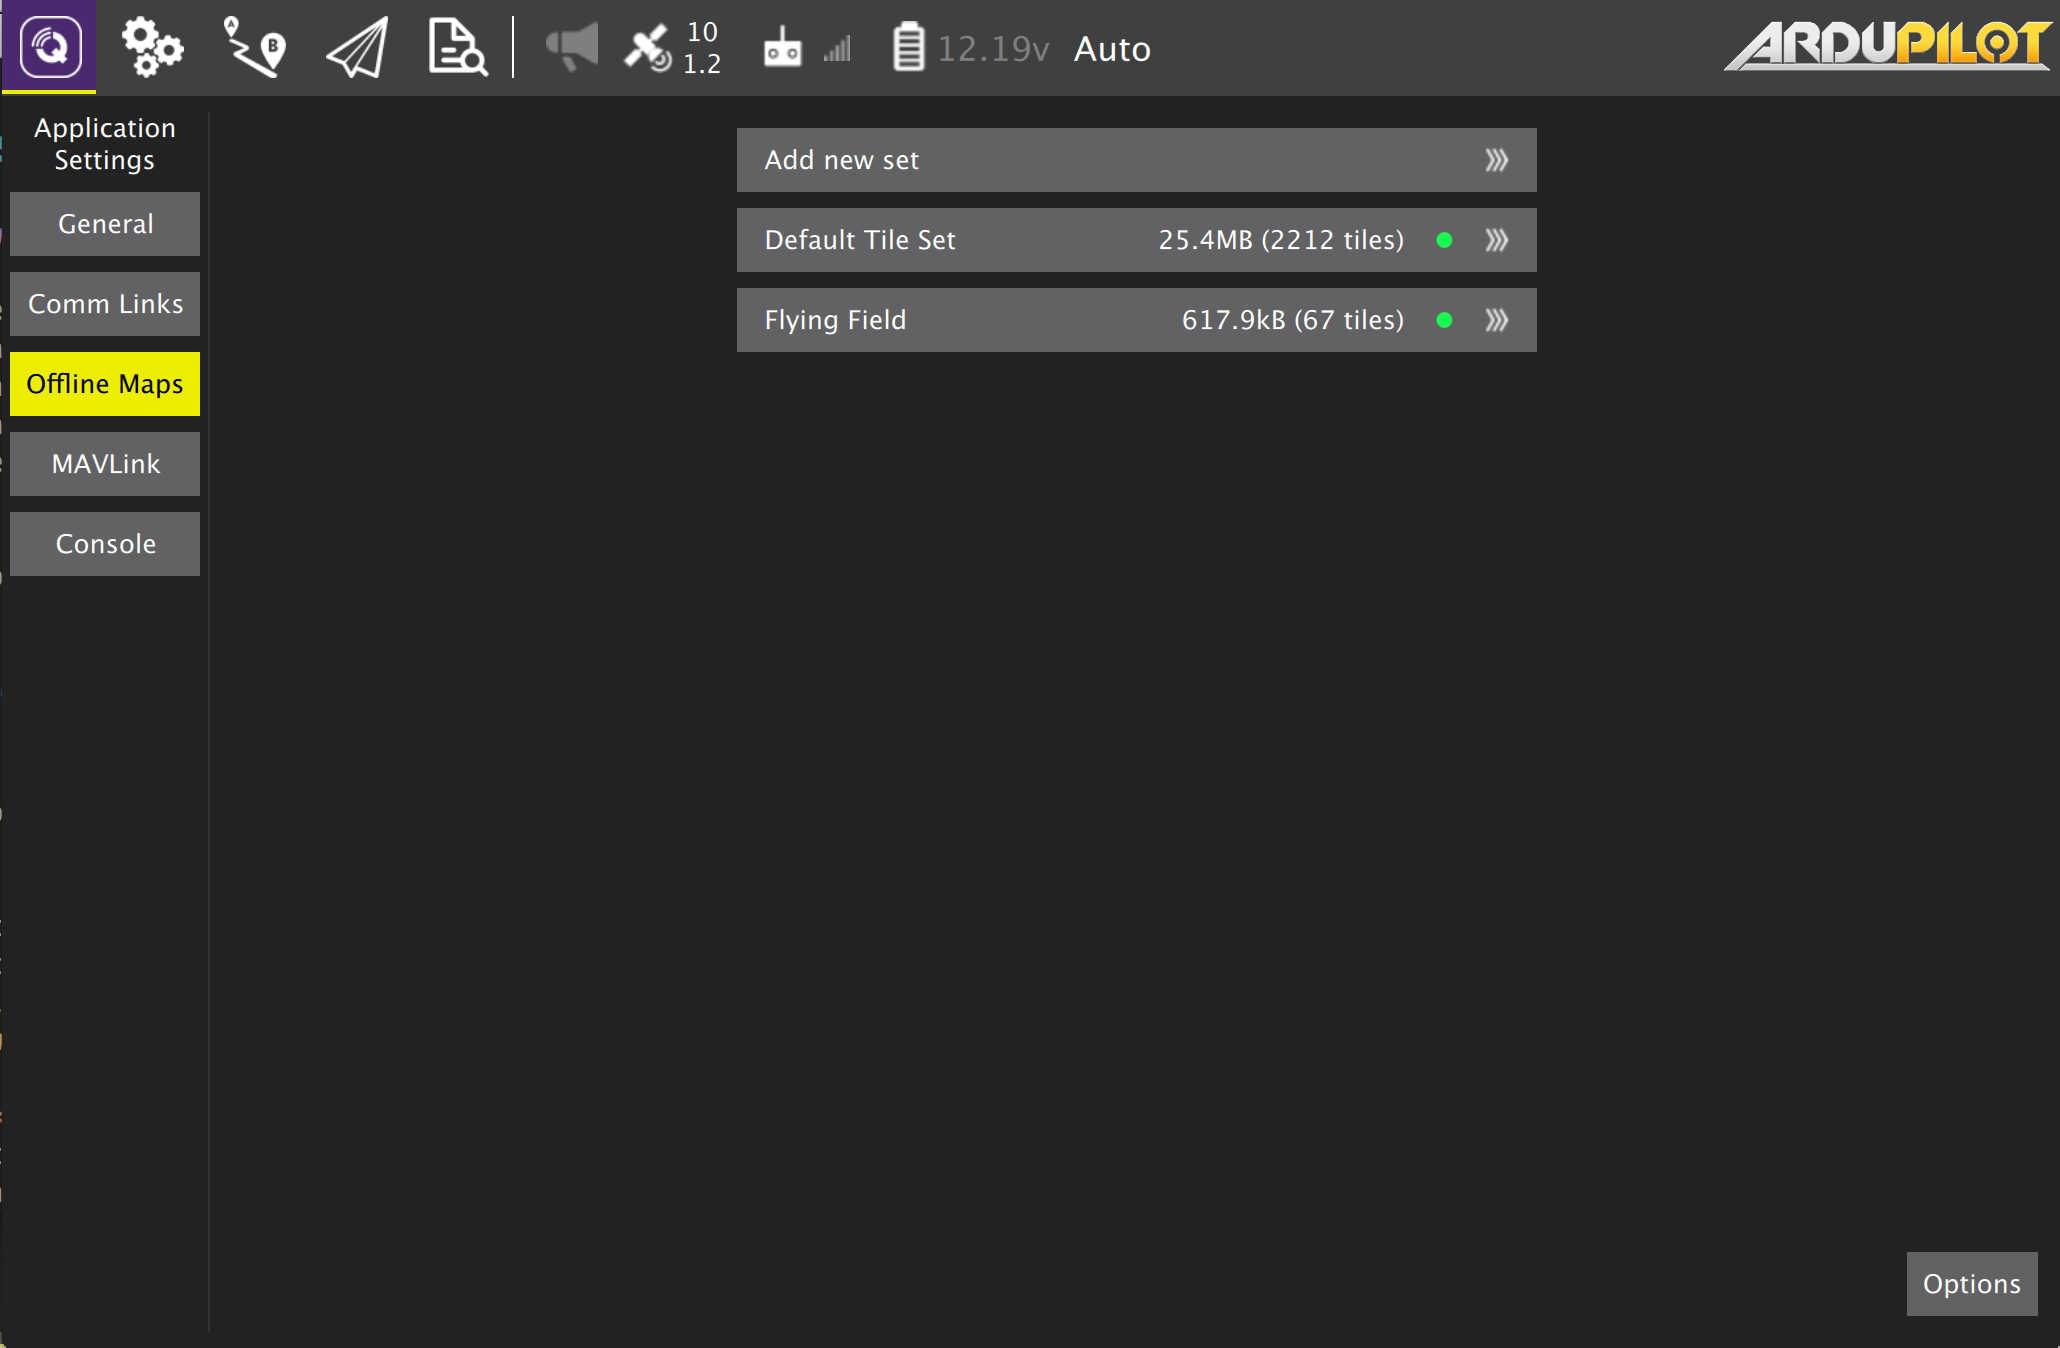 10
1.2
12.19v
Auto
ARDUPILOT
Application
Settings
General
Comm Links
Offline Maps
MAVLink
Console
Add new set
Default Tile Set 25.4MB (2212 tiles)
Flying Field 617.9kB (67 tiles)
Options